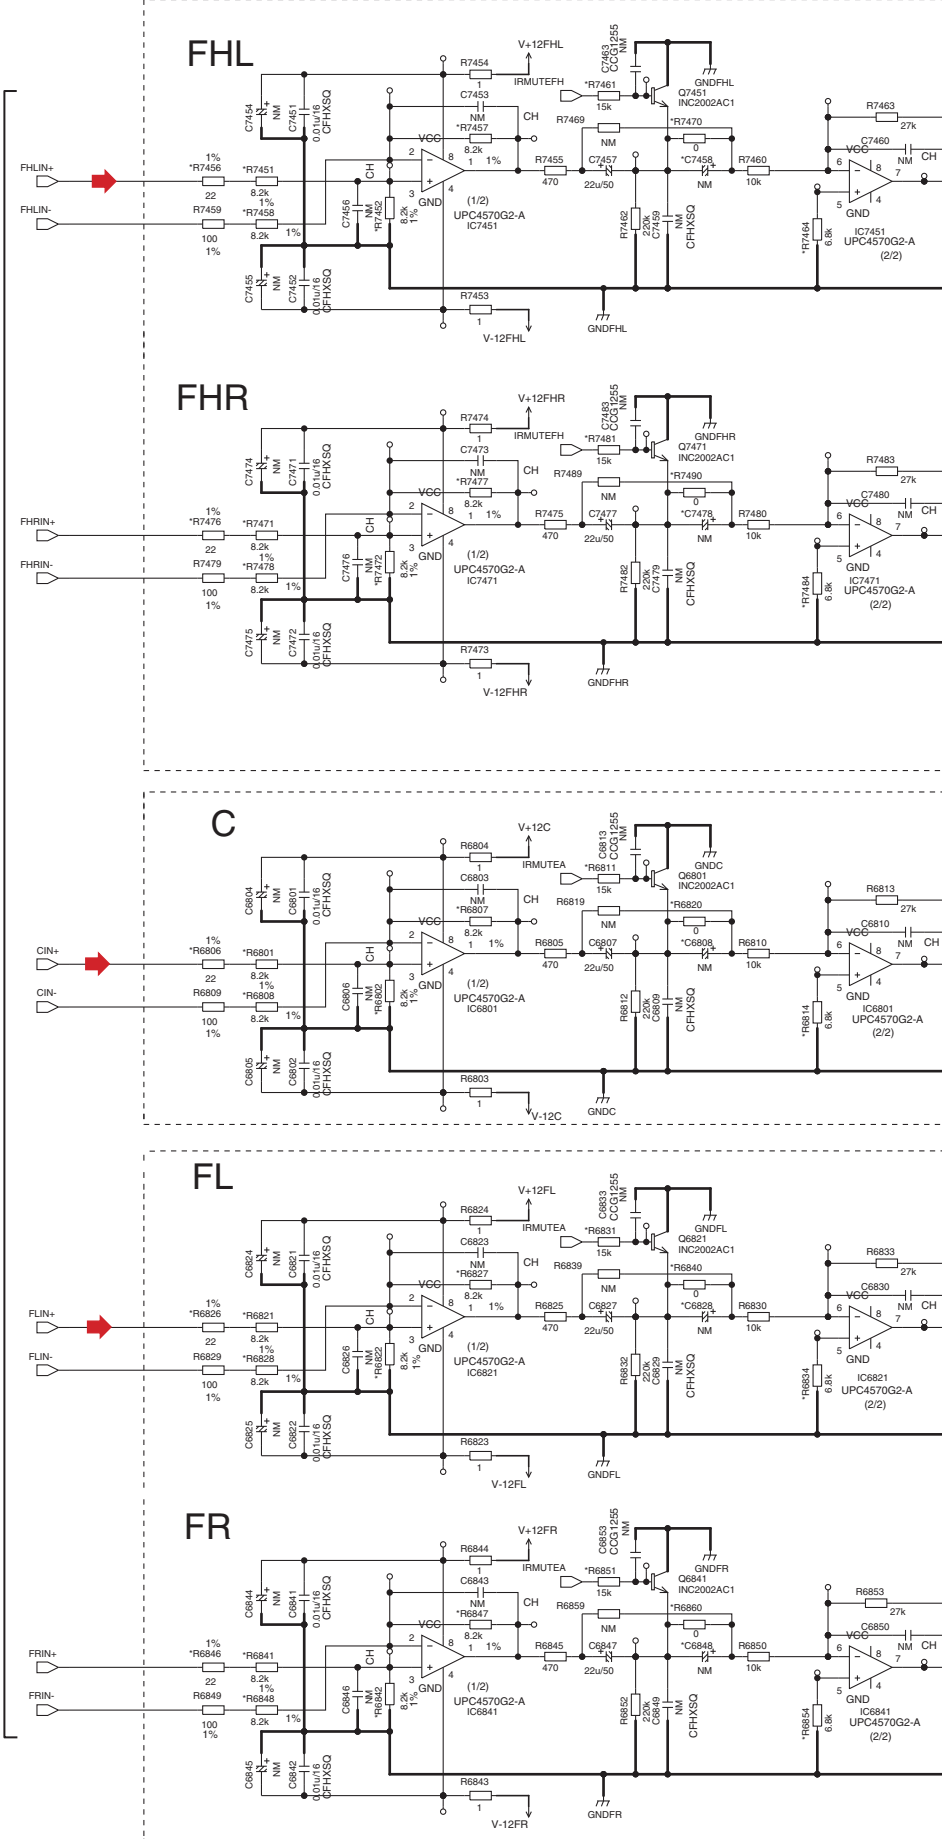 FHL
V+12FHL
R7454
1
IRMUTEFH
C7463
CCG1255
NM
GNDFHL
Q7451
INC2002AC1
*R7461
15k
C7454
NM
C7451
0.01u/16
CFHXSQ
C7453
NM
CH
*R7457
8.2k
1%
VCC
R7469
NM
*R7470
0
R7463
27k
C7460
NM
CH
VCC
FHLIN+
1%
*R7456
22
*R7451
8.2k
FHLIN-
R7459
100
1%
*R7458
8.2k
1%
CH
C7456
NM
*R7452
8.2k
1%
2
3
8
1
4
GND
(1/2)
UPC4570G2-A
IC7451
R7455
470
C7457
22u/50
*C7458
NM
R7460
10k
R7462
220k
C7459
NM
CFHXSQ
6
5
8
7
4
GND
*R7464
6.8k
IC7451
UPC4570G2-A
(2/2)
C7455
NM
C7452
0.01u/16
CFHXSQ
R7453
1
V-12FHL
GNDFHL
FHR
V+12FHR
R7474
1
IRMUTEFH
C7483
CCG1255
NM
GNDFHR
Q7471
INC2002AC1
*R7481
15k
C7474
NM
C7471
0.01u/16
CFHXSQ
C7473
NM
CH
*R7477
8.2k
1%
VCC
R7489
NM
*R7490
0
R7483
27k
C7480
NM
CH
VCC
FHRIN+
1%
*R7476
22
*R7471
8.2k
1%
FHRIN-
R7479
100
1%
*R7478
8.2k
1%
CH
C7476
NM
*R7472
8.2k
1%
2
3
8
1
4
GND
(1/2)
UPC4570G2-A
IC7471
R7475
470
C7477
22u/50
*C7478
NM
R7480
10k
R7482
220k
C7479
NM
CFHXSQ
6
5
8
7
4
GND
*R7484
6.8k
IC7471
UPC4570G2-A
(2/2)
C7475
NM
C7472
0.01u/16
CFHXSQ
R7473
1
V-12FHR
GNDFHR
C
V+12C
R6804
1
IRMUTEA
C6813
CCG1255
NM
GNDC
Q6801
INC2002AC1
*R6811
15k
C6804
NM
C6801
0.01u/16
CFHXSQ
C6803
NM
CH
*R6807
8.2k
1%
VCC
R6819
NM
*R6820
0
R6813
27k
C6810
NM
CH
VCC
CIN+
1%
*R6806
22
*R6801
8.2k
1%
CIN-
R6809
100
1%
*R6808
8.2k
1%
CH
C6806
NM
*R6802
8.2k
1%
2
3
8
1
4
GND
(1/2)
UPC4570G2-A
IC6801
R6805
470
C6807
22u/50
*C6808
NM
R6810
10k
R6812
220k
C6809
NM
CFHXSQ
6
5
8
7
4
GND
*R6814
6.8k
IC6801
UPC4570G2-A
(2/2)
C6805
NM
C6802
0.01u/16
CFHXSQ
R6803
1
V-12C
GNDC
FL
V+12FL
R6824
1
IRMUTEA
C6833
CCG1255
NM
GNDFL
Q6821
INC2002AC1
*R6831
15k
C6824
NM
C6821
0.01u/16
CFHXSQ
C6823
NM
CH
*R6827
8.2k
1%
VCC
R6839
NM
*R6840
0
R6833
27k
C6830
NM
CH
VCC
FLIN+
1%
*R6826
22
*R6821
8.2k
1%
FLIN-
R6829
100
1%
*R6828
8.2k
1%
CH
C6826
NM
*R6822
8.2k
1%
2
3
8
1
4
GND
(1/2)
UPC4570G2-A
IC6821
R6825
470
C6827
22u/50
*C6828
NM
R6830
10k
R6832
220k
C6829
NM
CFHXSQ
6
5
8
7
4
GND
*R6834
6.8k
IC6821
UPC4570G2-A
(2/2)
C6825
NM
C6822
0.01u/16
CFHXSQ
R6823
1
V-12FL
GNDFL
FR
V+12FR
R6844
1
IRMUTEA
C6853
CCG1255
NM
GNDFR
Q6841
INC2002AC1
*R6851
15k
C6844
NM
C6841
0.01u/16
CFHXSQ
C6843
NM
CH
*R6847
8.2k
1%
VCC
R6859
NM
*R6860
0
R6853
27k
C6850
NM
CH
VCC
FRIN+
1%
*R6846
22
*R6841
8.2k
1%
FRIN-
R6849
100
1%
*R6848
8.2k
1%
CH
C6846
NM
*R6842
8.2k
1%
2
3
8
1
4
GND
(1/2)
UPC4570G2-A
IC6841
R6845
470
C6847
22u/50
*C6848
NM
R6850
10k
R6852
220k
C6849
NM
CFHXSQ
6
5
8
7
4
GND
*R6854
6.8k
IC6841
UPC4570G2-A
(2/2)
C6845
NM
C6842
0.01u/16
CFHXSQ
R6843
1
V-12FR
GNDFR